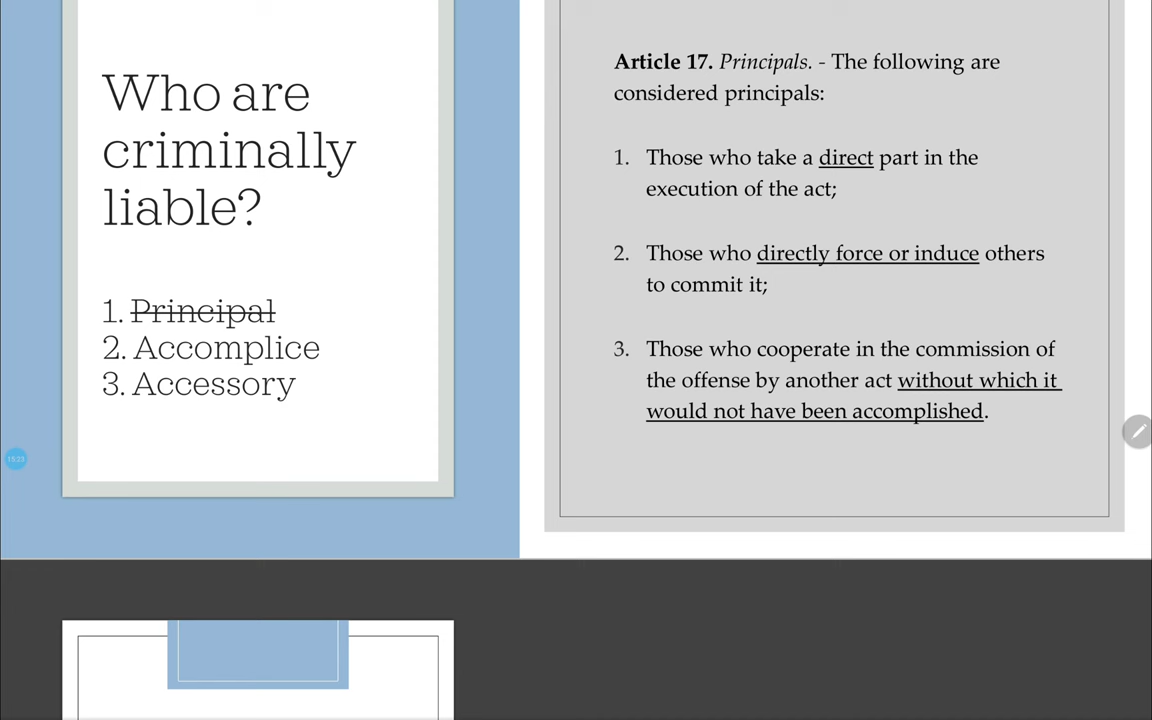 Who are
criminally
liable?
1. Principal
2. Accomplice
3. Accessory
Article 17. Principals. - The following are
considered principals:
1. Those who take a direct part in the
execution of the act;
2. Those who directly force or induce others
to commit it;
3. Those who cooperate in the commission of
the offense by another act without which it
would not have been accomplished.
15:23